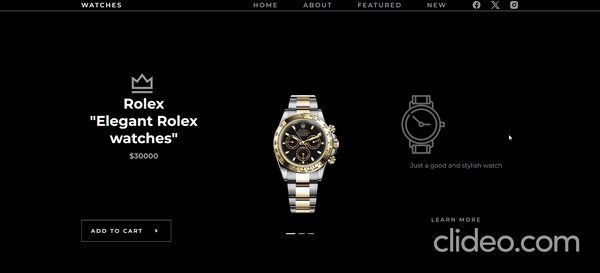 WATCHES
HOME ABOUT FEATURED NEW
Rolex
"Elegant Rolex
watches"
$30000
Just a good and stylish watch
ADD TO CART
LEARN MORE
clideo.com